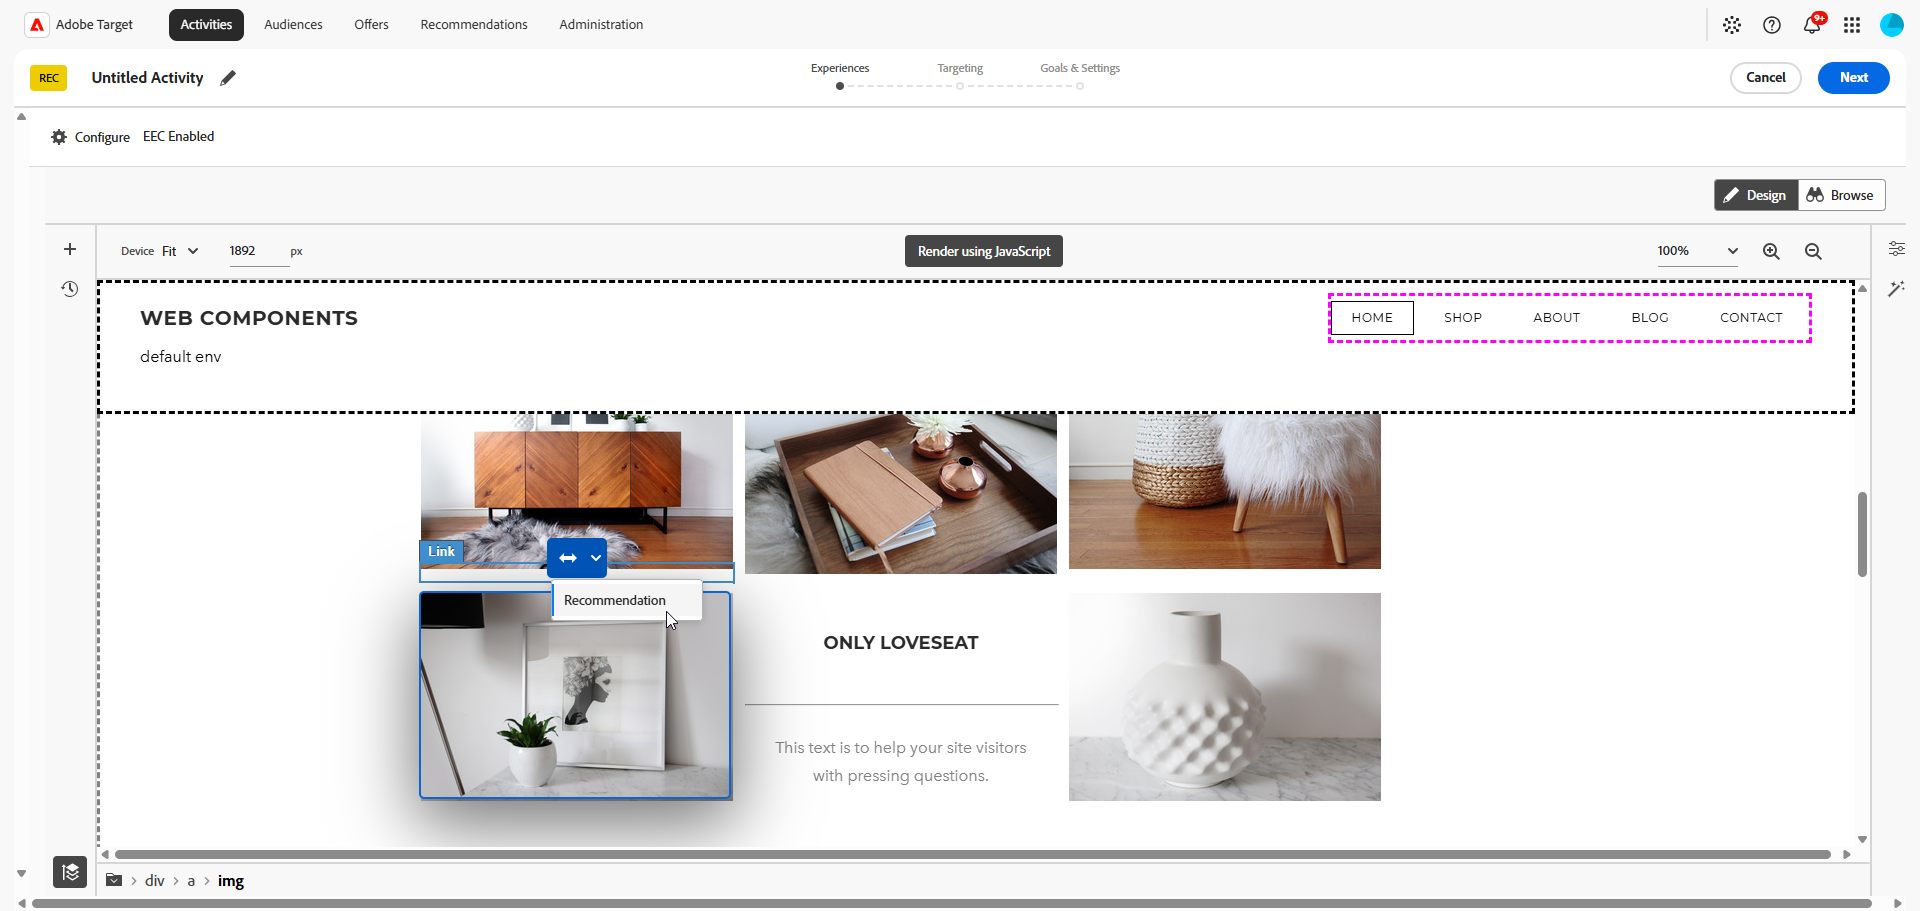 Adobe Target
Activities
Audiences
Offers
Recommendations
Administration
9+
REC
Untitled Activity
Experiences
Targeting
Goals & Settings
Cancel
Next
Configure
EEC Enabled
Design
Browse
Device
Fit
1892
px
Render using JavaScript
100%
WEB COMPONENTS
HOME
SHOP
ABOUT
BLOG
CONTACT
default env
Link
Recommendation
ONLY LOVESEAT
This text is to help your site visitors
with pressing questions.
div
a
img